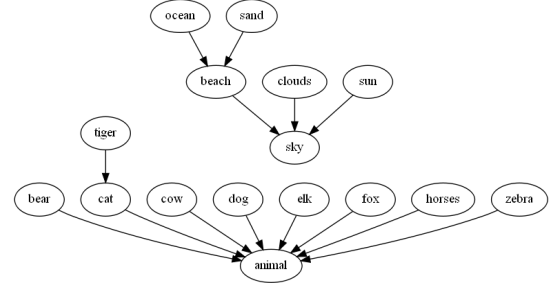 ocean sand
beach clouds sun
sky
tiger
bear cat cow dog elk fox horses zebra
animal